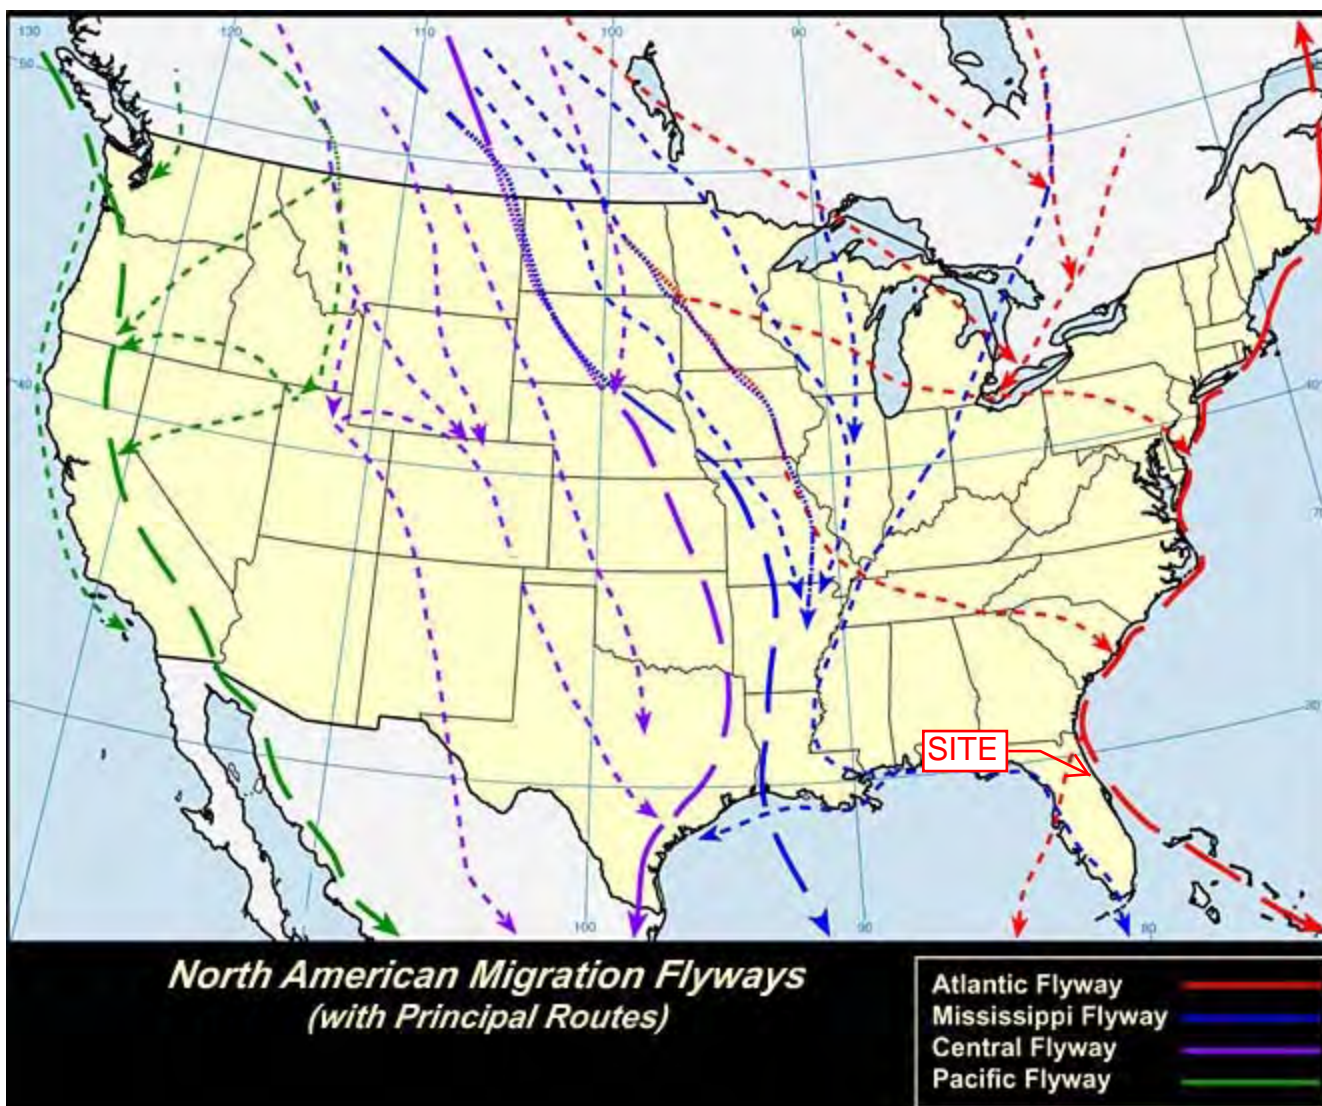 130
120
110
100
90
50
40
40
30
SITE
100
90
80
North American Migration Flyways
(with Principal Routes)
Atlantic Flyway
Mississippi Flyway
Central Flyway
Pacific Flyway